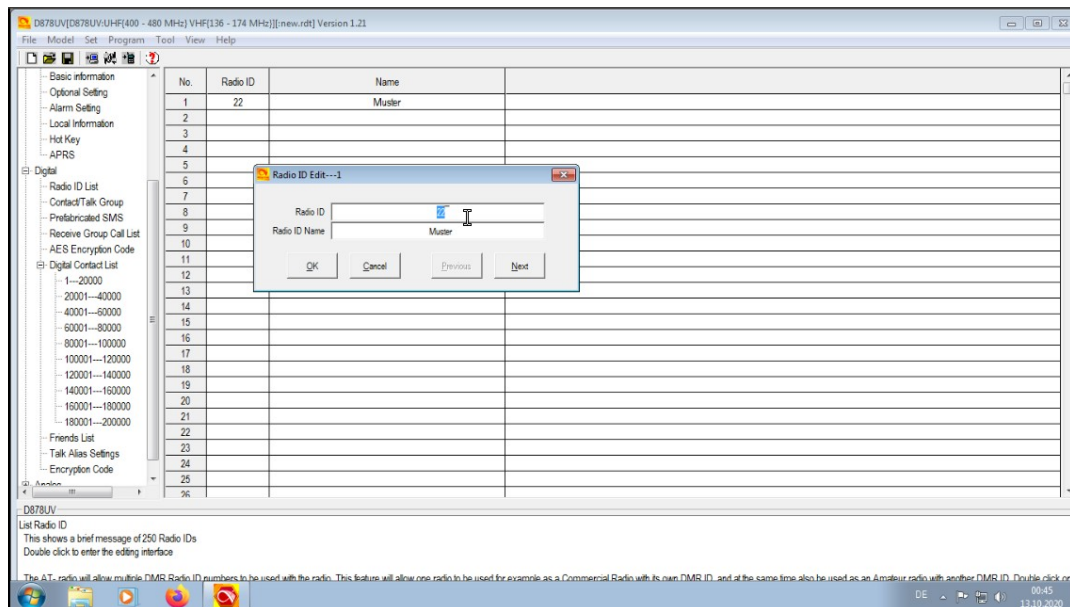 D878UV[D878UV:UHF{400 - 480 MHz} VHF{136 - 174 MHz}][:new.rdt] Version 1.21
File Model Set Program Tool View Help
Basic information
Optional Setting
Alarm Setting
Local Information
Hot Key
APRS
Digital
Radio ID List
Contact/Talk Group
Prefabricated SMS
Receive Group Call List
AES Encryption Code
Digital Contact List
1---20000
20001---40000
40001---60000
60001---80000
80001---100000
100001---120000
120001---140000
140001---160000
160001---180000
180001---200000
Friends List
Talk Alias Settings
Encryption Code
Analog
No. Radio ID Name
1 22 Muster
2
3
4
5
6
7
8
9
10
11
12
13
14
15
16
17
18
19
20
21
22
23
24
25
26
Radio ID Edit---1
Radio ID 22
Radio ID Name Muster
OK Cancel Previous Next
D878UV
List Radio ID
This shows a brief message of 250 Radio IDs
Double click to enter the editing interface
The AT- radio will allow multiple DMR Radio ID numbers to be used with the radio. This feature will allow one radio to be used for example as a Commercial Radio with its own DMR ID, and at the same time also be used as an Amateur radio with another DMR ID. Double click or
DE 00:45
13.10.2020